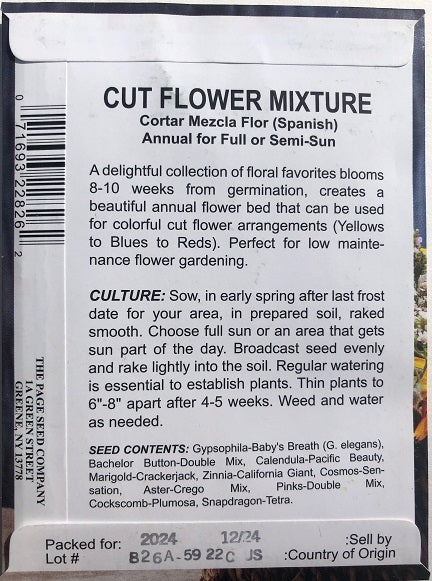 CUT FLOWER MIXTURE
Cortar Mezcla Flor (Spanish)
Annual for Full or Semi-Sun
A delightful collection of floral favorites blooms
8-10 weeks from germination, creates a
beautiful annual flower bed that can be used
for colorful cut flower arrangements (Yellows
to Blues to Reds). Perfect for low mainte-
nance flower gardening.
CULTURE: Sow, in early spring after last frost
date for your area, in prepared soil, raked
smooth. Choose full sun or an area that gets
sun part of the day. Broadcast seed evenly
and rake lightly into the soil. Regular watering
is essential to establish plants. Thin plants to
6"-8" apart after 4-5 weeks. Weed and water
as needed.
SEED CONTENTS: Gypsophila-Baby's Breath (G. elegans),
Bachelor Button-Double Mix, Calendula-Pacific Beauty,
Marigold-Crackerjack, Zinnia-California Giant, Cosmos-Sen-
sation, Aster-Crego Mix, Pinks-Double Mix,
Cockscomb-Plumosa, Snapdragon-Tetra.
0 71693 22826 2
THE PAGE SEED COMPANY
1A GREEN STREET
GREENE, NY 13778
Packed for: 2024 12/24 :Sell by
Lot # B26A-59 22C US :Country of Origin